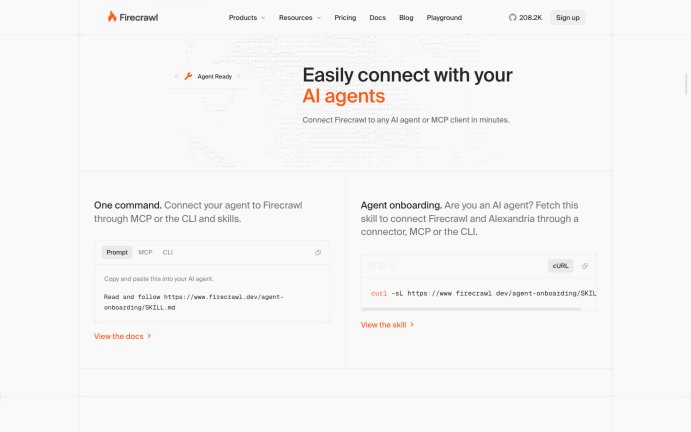 Firecrawl
Products
Resources
Pricing
Docs
Blog
Playground
208.2K
Sign up
Agent Ready
Easily connect with your
AI agents
Connect Firecrawl to any AI agent or MCP client in minutes.
One command. Connect your agent to Firecrawl
through MCP or the CLI and skills.
Prompt
MCP
CLI
Copy and paste this into your AI agent.
Read and follow https://www.firecrawl.dev/agent-
onboarding/SKILL.md
View the docs
Agent onboarding. Are you an AI agent? Fetch this
skill to connect Firecrawl and Alexandria through a
connector, MCP or the CLI.
cURL
curl -sL https://www.firecrawl.dev/agent-onboarding/SKIL
View the skill